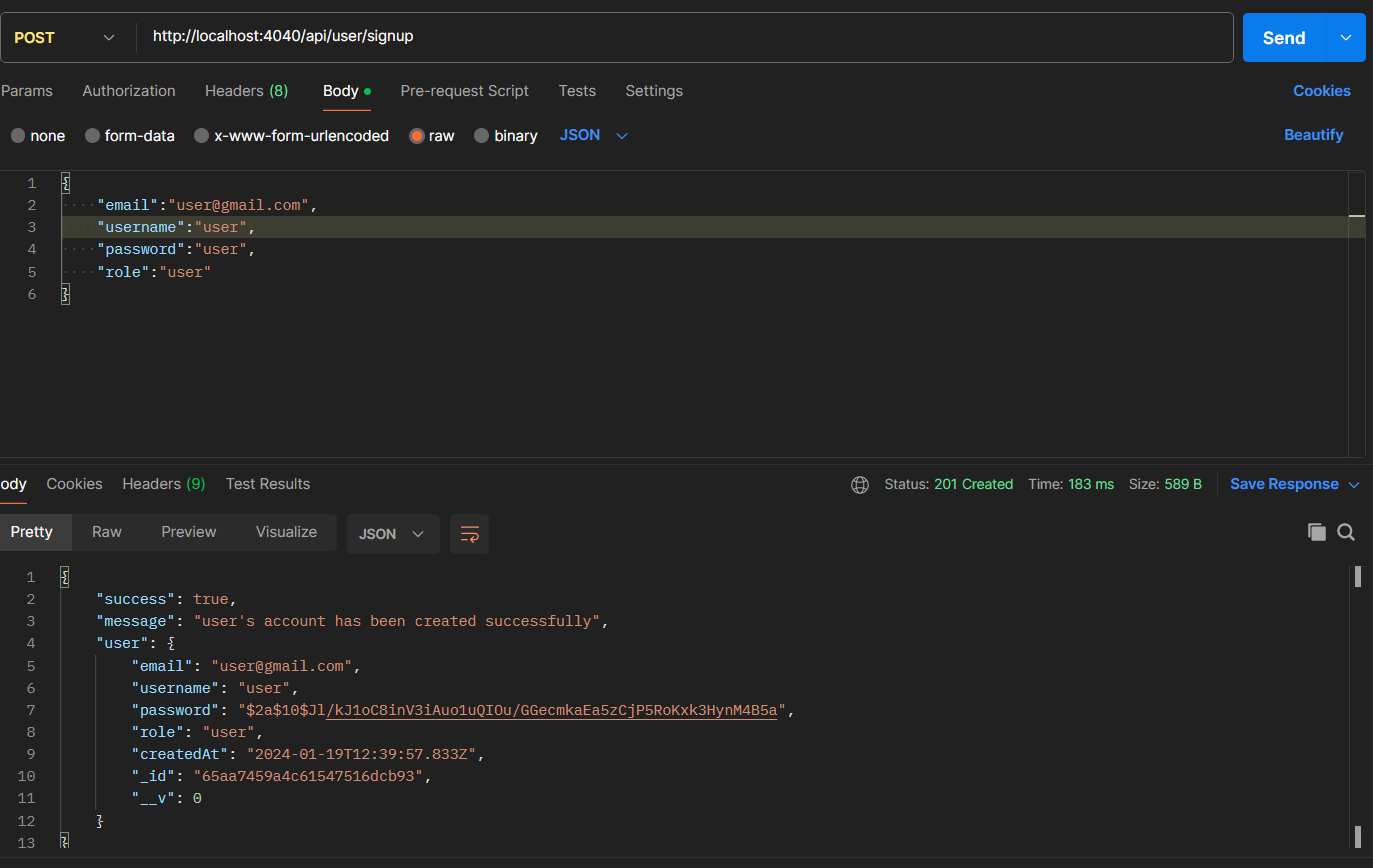 POST http://localhost:4040/api/user/signup Send
Params Authorization Headers (8) Body Pre-request Script Tests Settings Cookies
none form-data x-www-form-urlencoded raw binary JSON Beautify
1 {
2 "email":"user@gmail.com",
3 "username":"user",
4 "password":"user",
5 "role":"user"
6 }
ody Cookies Headers (9) Test Results Status: 201 Created Time: 183 ms Size: 589 B Save Response
Pretty Raw Preview Visualize JSON
1 {
2 "success": true,
3 "message": "user's account has been created successfully",
4 "user": {
5 "email": "user@gmail.com",
6 "username": "user",
7 "password": "$2a$10$Jl/kJ1oC8inV3iAuo1uQIOu/GGecmkaEa5zCjP5RoKxk3HynM4B5a",
8 "role": "user",
9 "createdAt": "2024-01-19T12:39:57.833Z",
10 "_id": "65aa7459a4c61547516dcb93",
11 "__v": 0
12 }
13 }